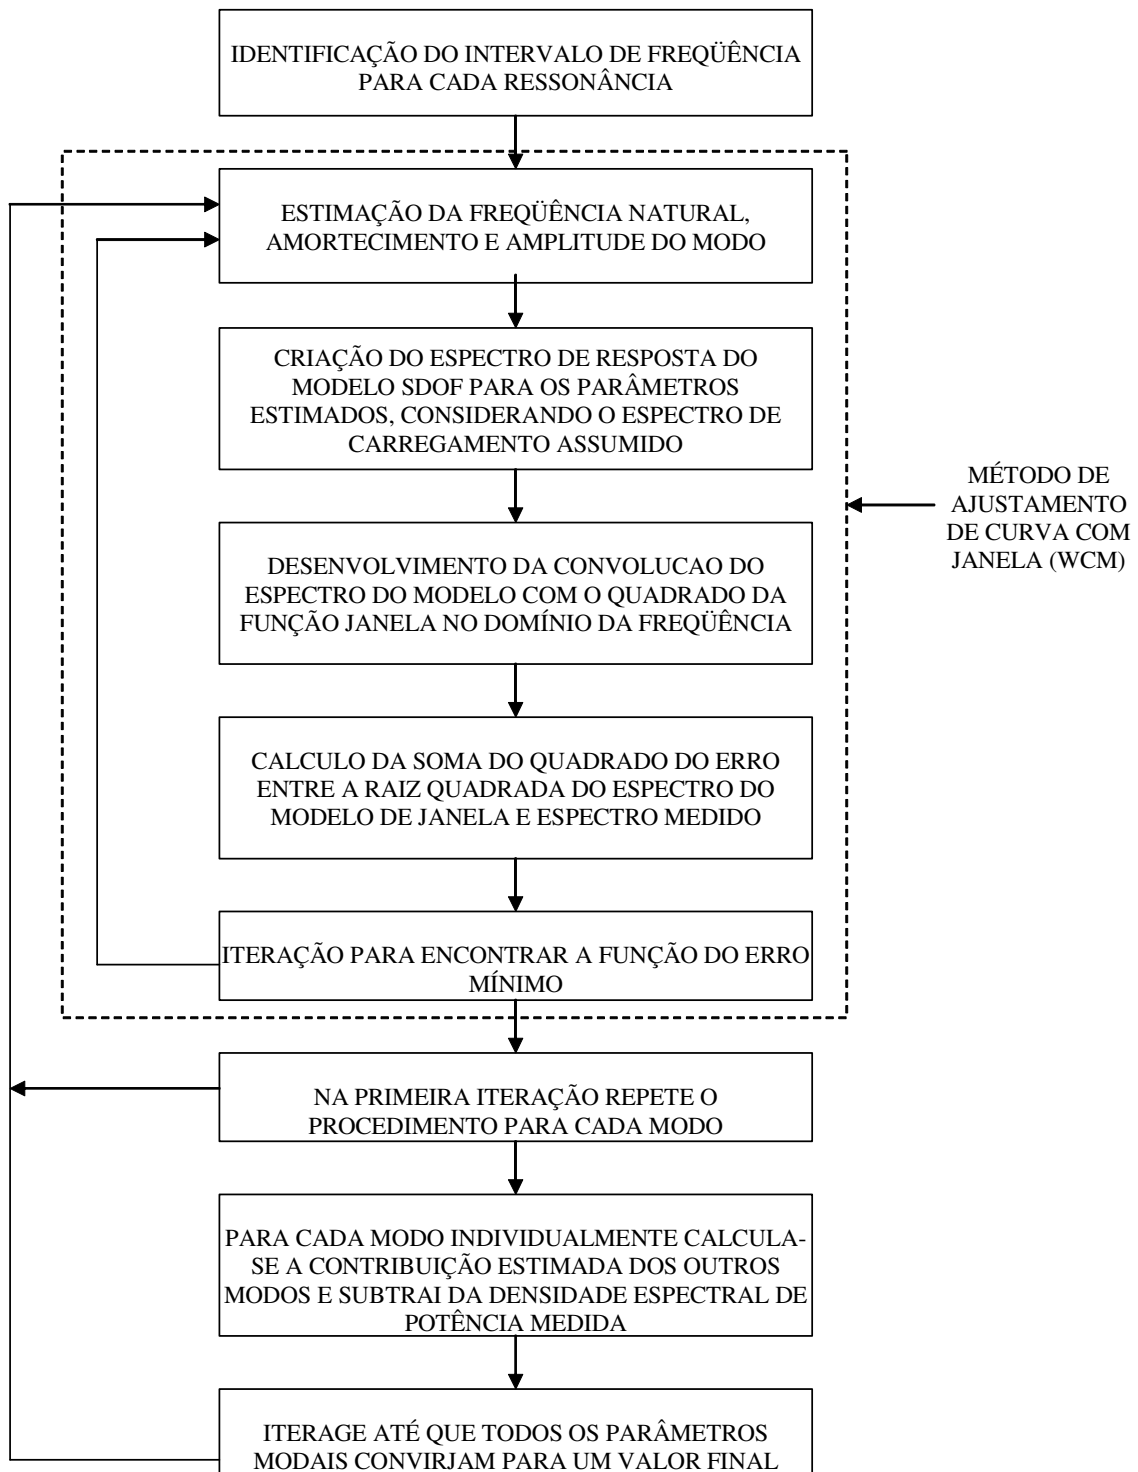 IDENTIFICAÇÃO DO INTERVALO DE FREQÜÊNCIA
PARA CADA RESSONÂNCIA
ESTIMAÇÃO DA FREQÜÊNCIA NATURAL,
AMORTECIMENTO E AMPLITUDE DO MODO
CRIAÇÃO DO ESPECTRO DE RESPOSTA DO
MODELO SDOF PARA OS PARÂMETROS
ESTIMADOS, CONSIDERANDO O ESPECTRO DE
CARREGAMENTO ASSUMIDO
MÉTODO DE
AJUSTAMENTO
DE CURVA COM
JANELA (WCM)
DESENVOLVIMENTO DA CONVOLUCAO DO
ESPECTRO DO MODELO COM O QUADRADO DA
FUNÇÃO JANELA NO DOMÍNIO DA FREQÜÊNCIA
CALCULO DA SOMA DO QUADRADO DO ERRO
ENTRE A RAIZ QUADRADA DO ESPECTRO DO
MODELO DE JANELA E ESPECTRO MEDIDO
ITERAÇÃO PARA ENCONTRAR A FUNÇÃO DO ERRO
MÍNIMO
NA PRIMEIRA ITERAÇÃO REPETE O
PROCEDIMENTO PARA CADA MODO
PARA CADA MODO INDIVIDUALMENTE CALCULA-
SE A CONTRIBUIÇÃO ESTIMADA DOS OUTROS
MODOS E SUBTRAI DA DENSIDADE ESPECTRAL DE
POTÊNCIA MEDIDA
ITERAGE ATÉ QUE TODOS OS PARÂMETROS
MODAIS CONVIRJAM PARA UM VALOR FINAL